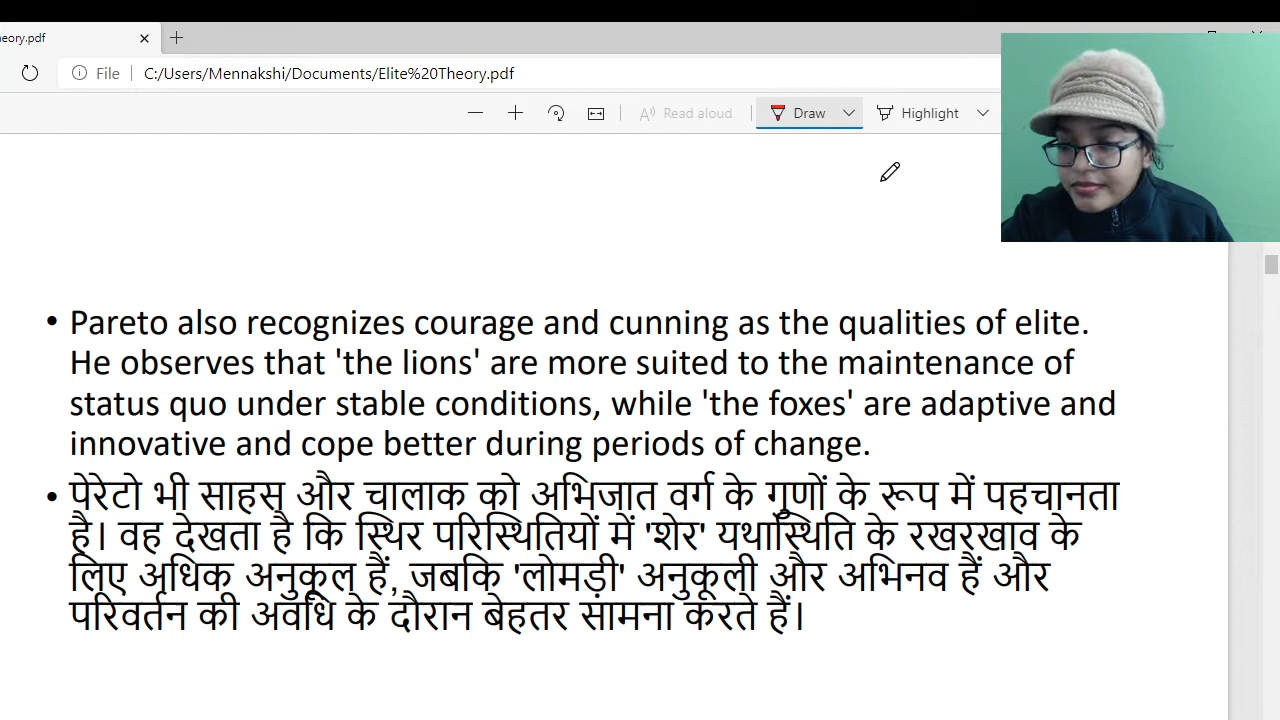 eory.pdf
File
C:/Users/Mennakshi/Documents/Elite%20Theory.pdf
Read aloud
Draw
Highlight
• Pareto also recognizes courage and cunning as the qualities of elite.
He observes that 'the lions' are more suited to the maintenance of
status quo under stable conditions, while 'the foxes' are adaptive and
innovative and cope better during periods of change.
• पेरेटो भी साहस और चालाक को अभिजात वर्ग के गुणों के रूप में पहचानता
है। वह देखता है कि स्थिर परिस्थितियों में 'शेर' यथास्थिति के रखरखाव के
लिए अधिक अनुकूल हैं, जबकि 'लोमड़ी' अनुकूली और अभिनव हैं और
परिवर्तन की अवधि के दौरान बेहतर सामना करते हैं।